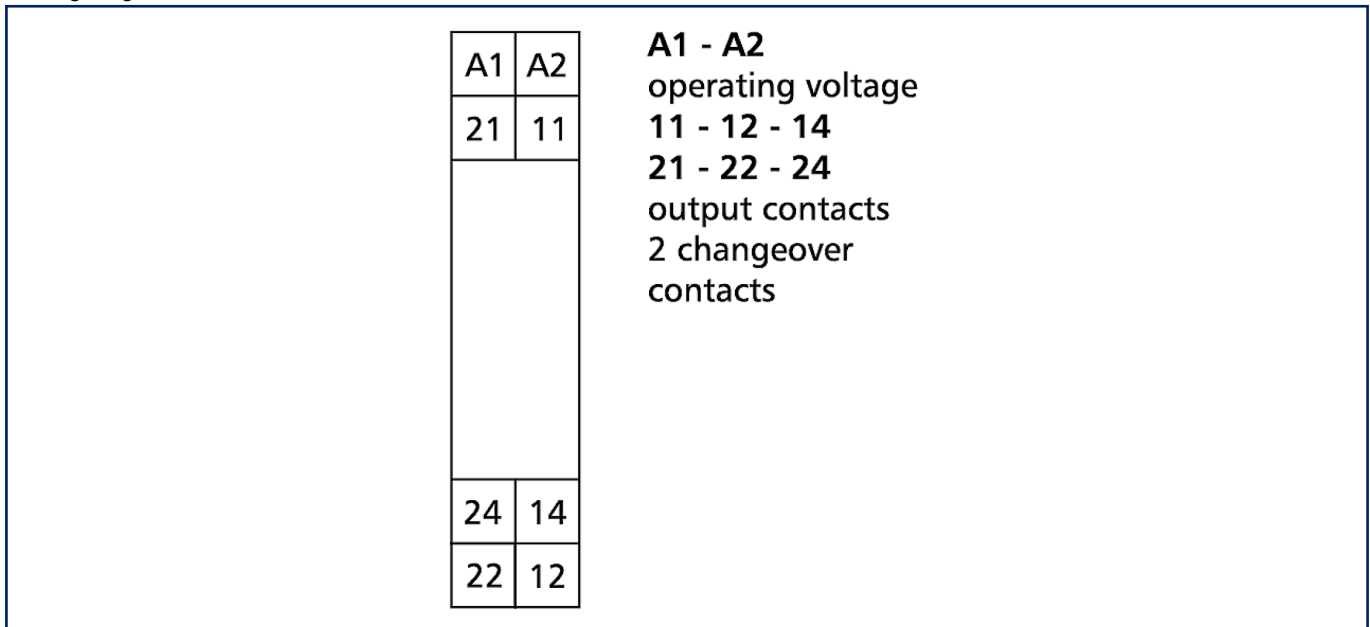 A1 A2
21 11
24 14
22 12
A1 - A2
operating voltage
11 - 12 - 14
21 - 22 - 24
output contacts
2 changeover
contacts